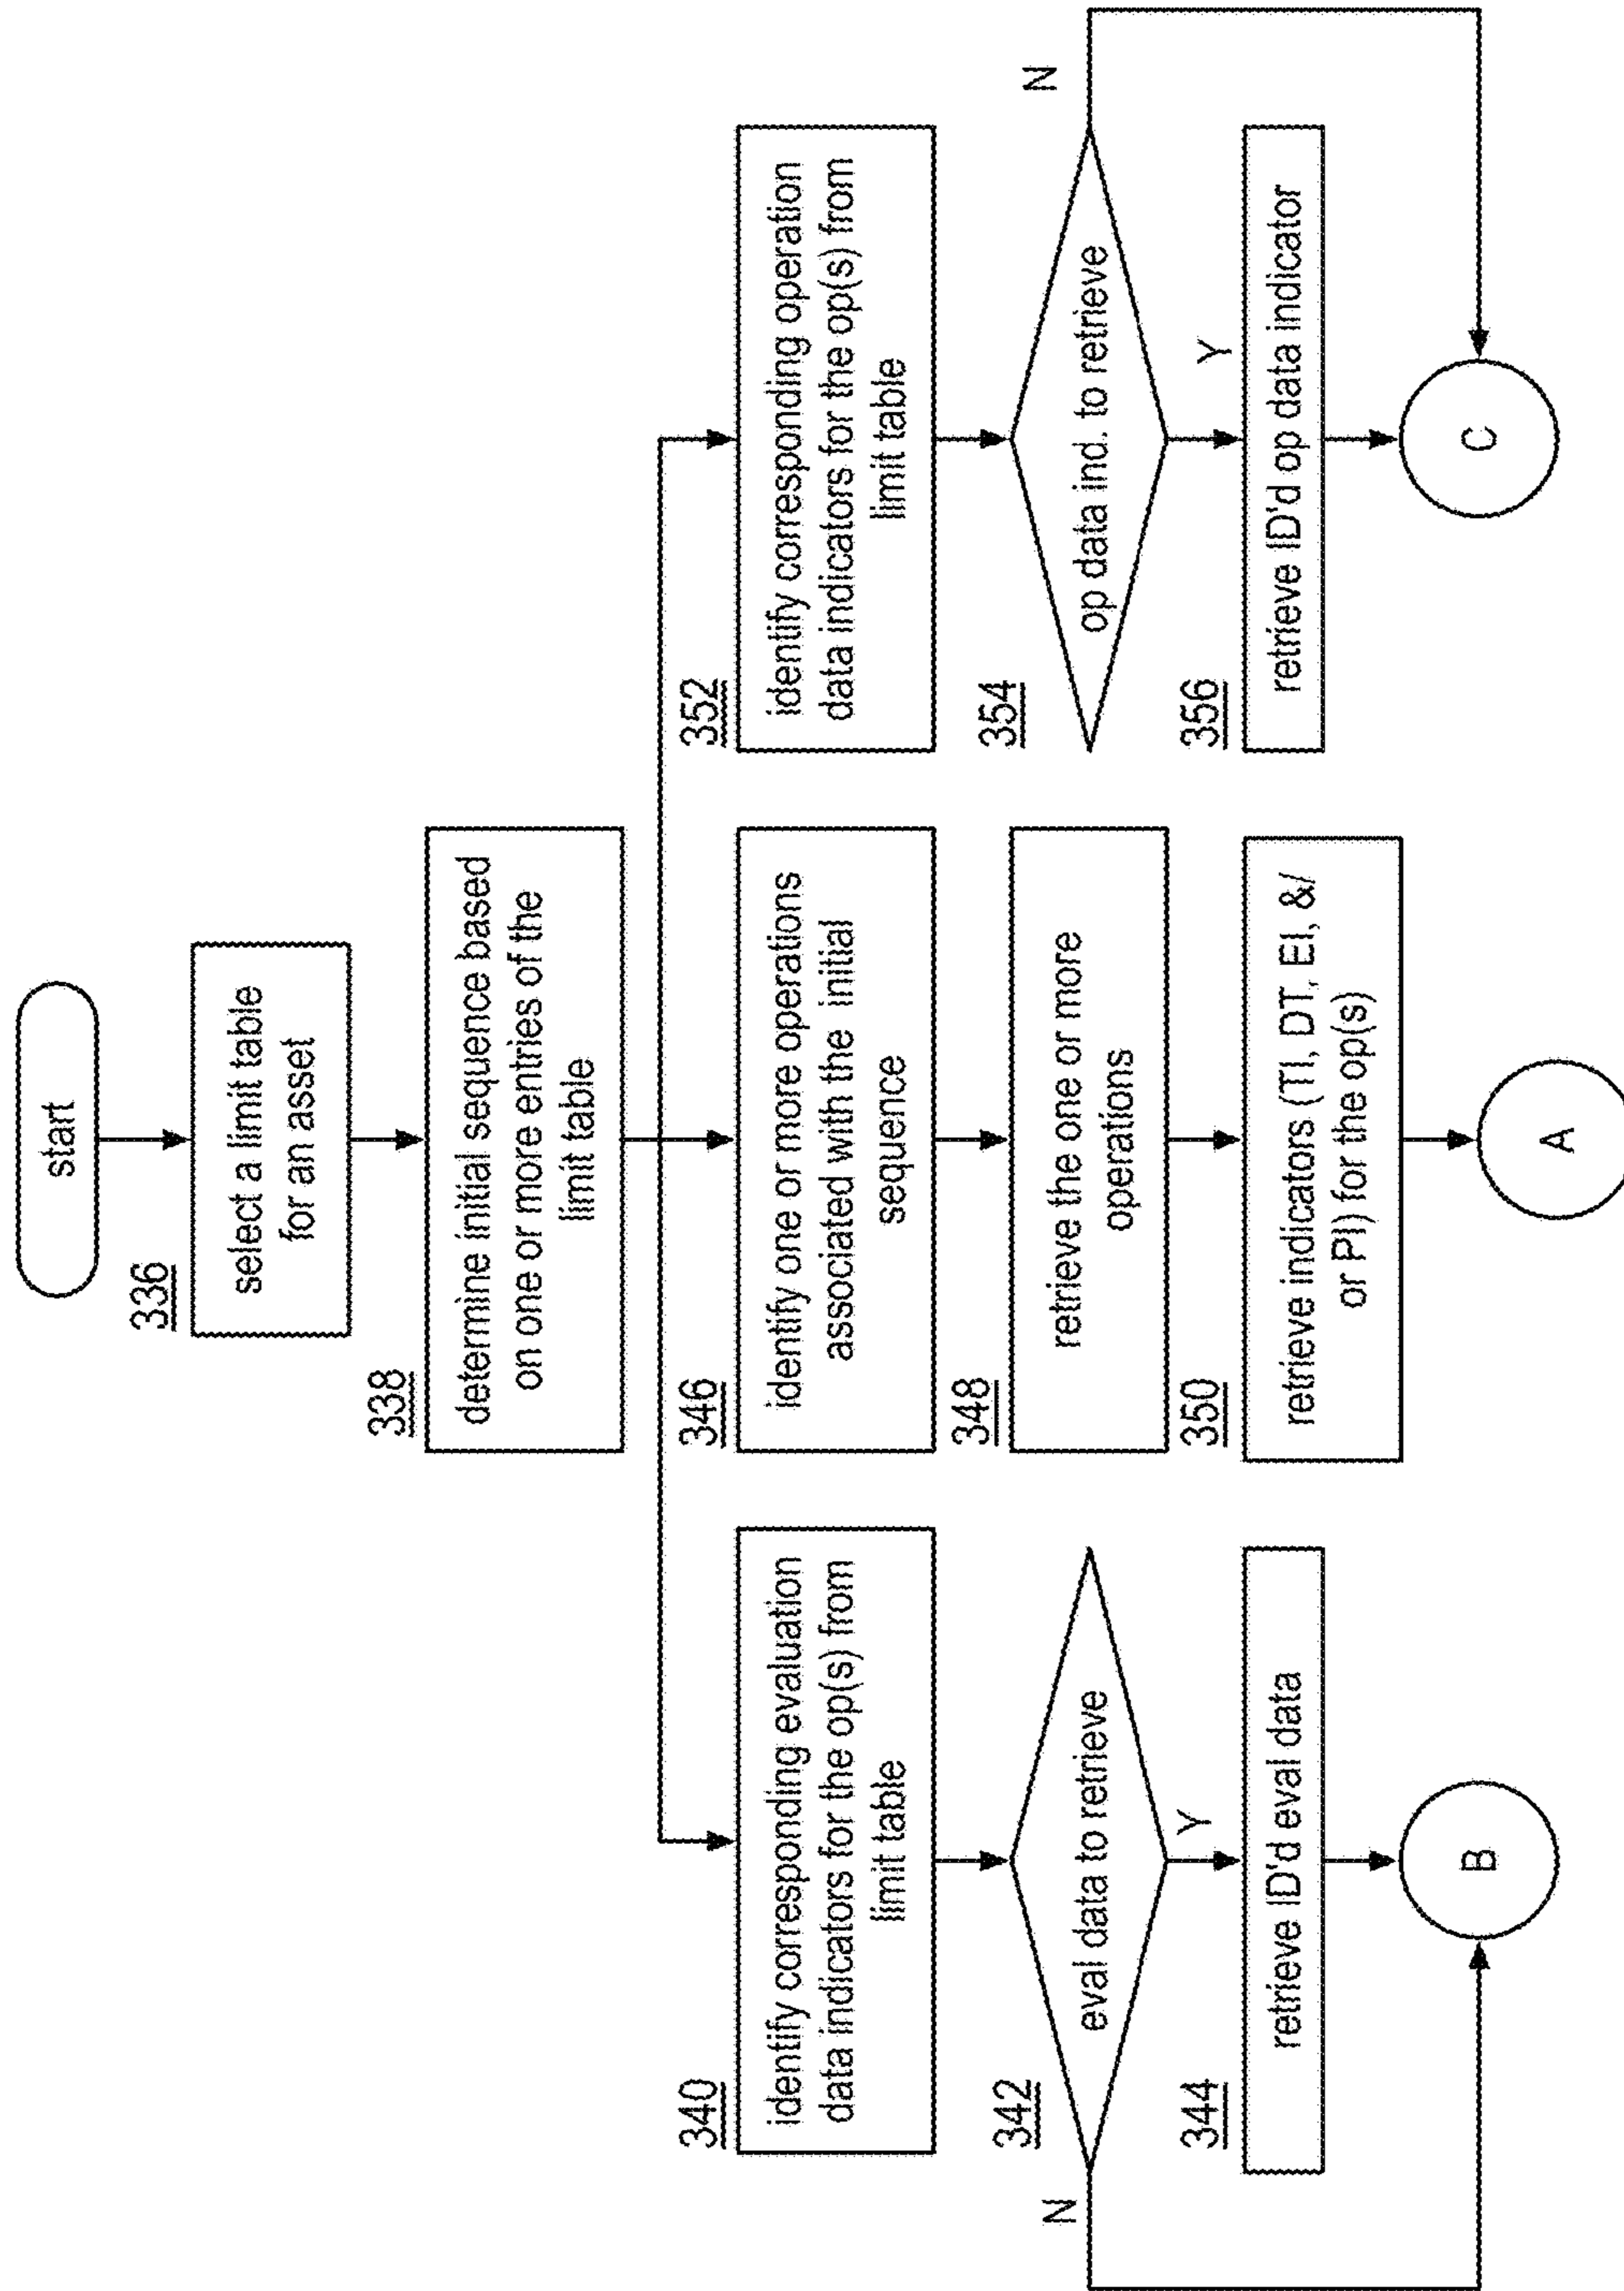 start
336
select a limit table
for an asset
338
determine initial sequence based
on one or more entries of the
limit table
340
identify corresponding evaluation
data indicators for the op(s) from
limit table
342
eval data to retrieve
N
Y
344
retrieve ID'd eval data
B
346
identify one or more operations
associated with the initial
sequence
348
retrieve the one or more
operations
350
retrieve indicators (TI, DT, EI, &/
or PI) for the op(s)
A
352
identify corresponding operation
data indicators for the op(s) from
limit table
354
op data ind. to retrieve
N
Y
356
retrieve ID'd op data indicator
C